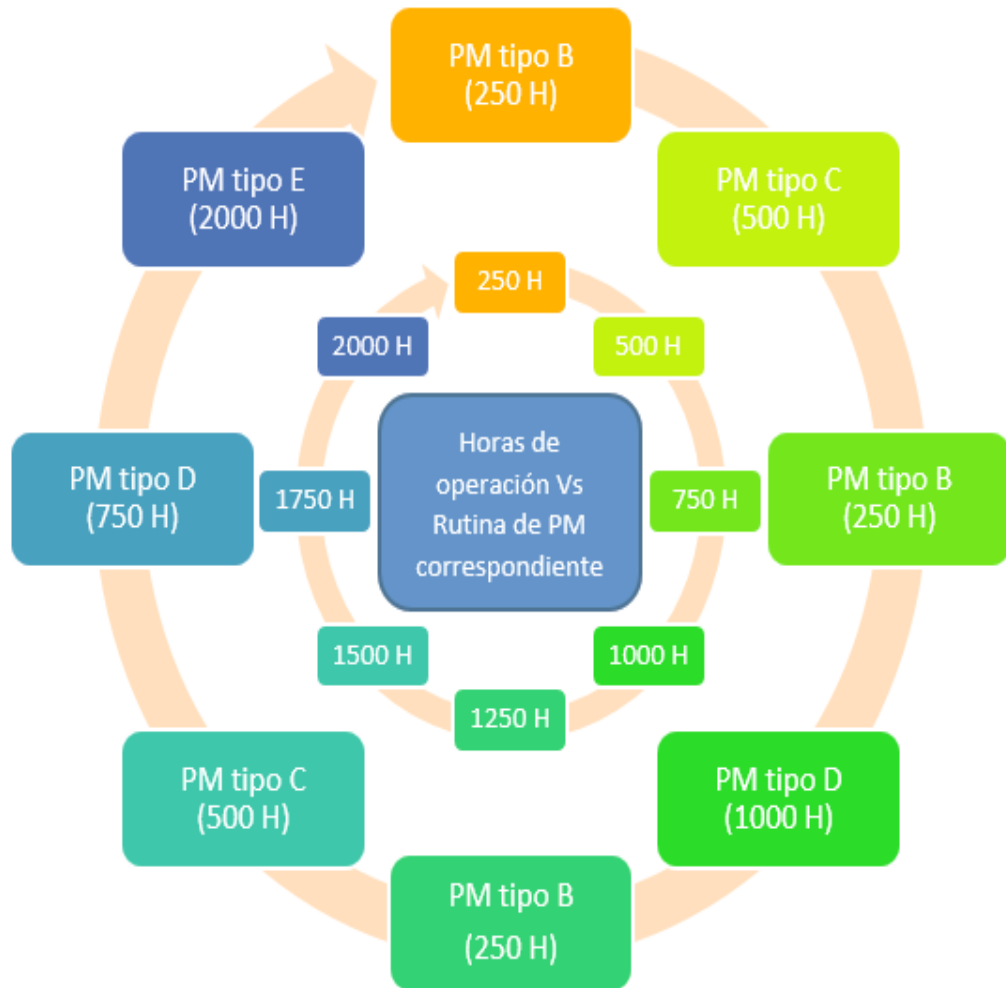 PM tipo B
(250 H)
PM tipo C
(500 H)
PM tipo B
(250 H)
PM tipo D
(1000 H)
PM tipo B
(250 H)
PM tipo C
(500 H)
PM tipo D
(750 H)
PM tipo E
(2000 H)
250 H
500 H
750 H
1000 H
1250 H
1500 H
1750 H
2000 H
Horas de
operación Vs
Rutina de PM
correspondiente